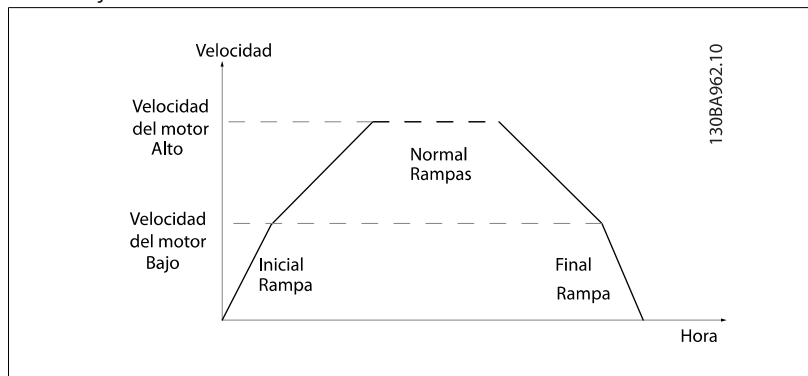 Velocidad
Velocidad
del motor
Alto
Normal
Rampas
Velocidad
del motor
Bajo
Inicial
Rampa
Final
Rampa
Hora
130BA962.10